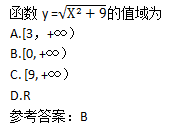 函数 y =√X² + 9的值域为
A.[3，+∞）
B.[0, +∞）
C. [9, +∞）
D.R
参考答案：B